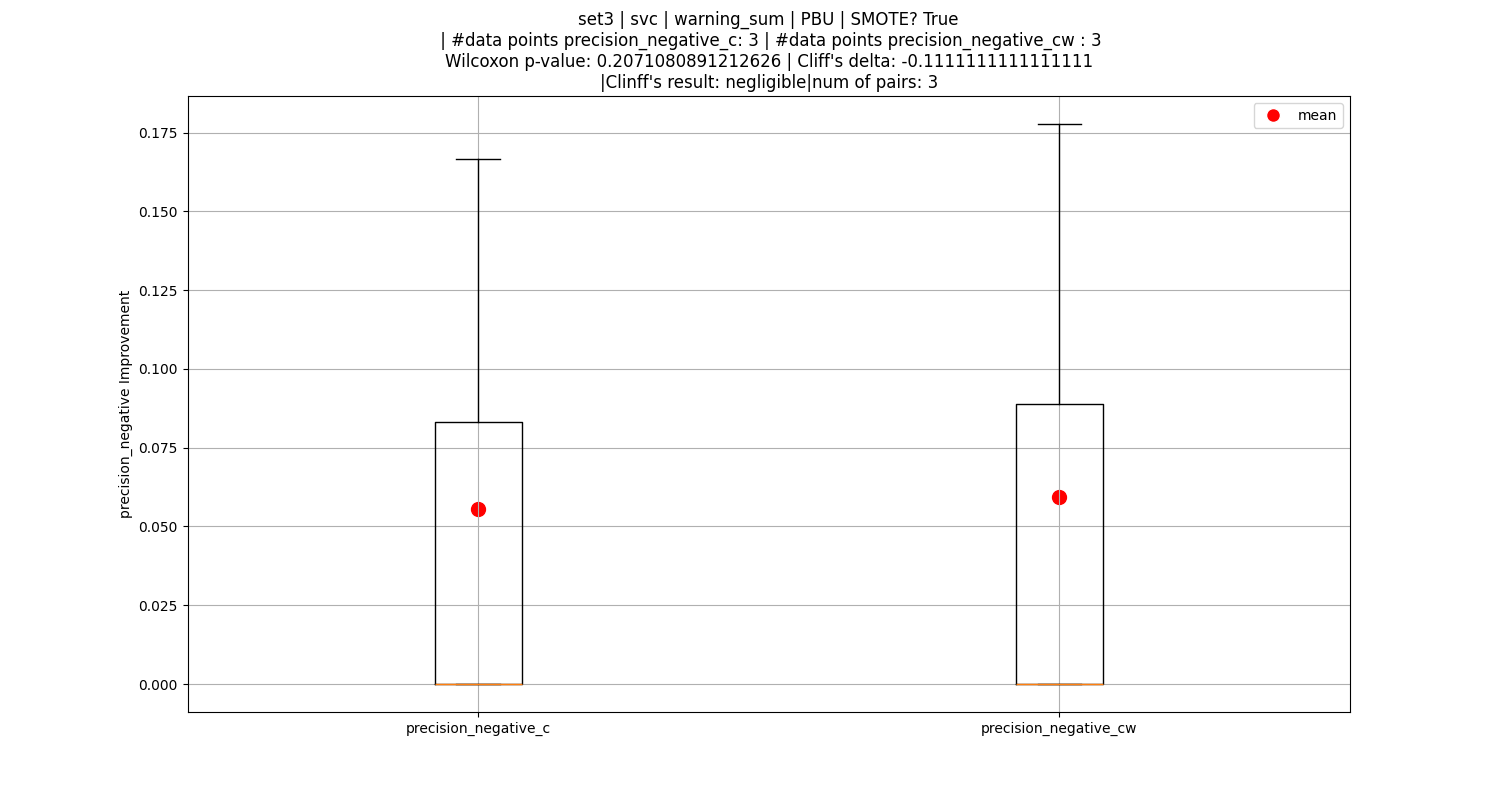 set3 | svc | warning_sum | PBU | SMOTE? True
| #data points precision_negative_c: 3 | #data points precision_negative_cw : 3
Wilcoxon p-value: 0.2071080891212626 | Cliff's delta: -0.1111111111111111
|Clinff's result: negligible|num of pairs: 3
mean
0.175
0.150
0.125
0.100
0.075
0.050
0.025
0.000
precision_negative Improvement
precision_negative_c
precision_negative_cw